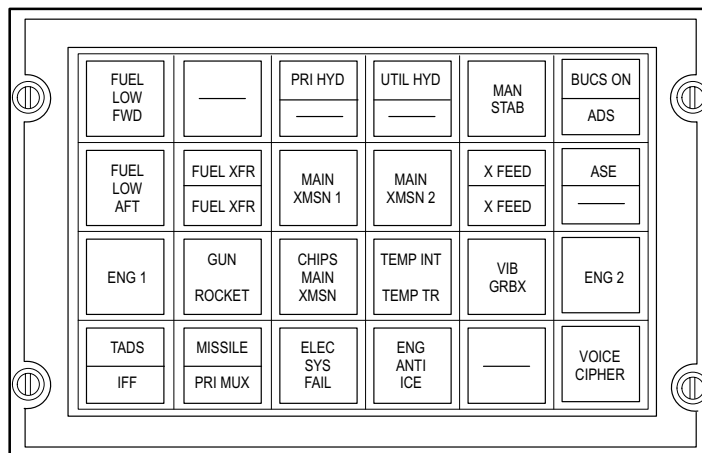 FUEL
LOW
FWD
PRI HYD
UTIL HYD
MAN
STAB
BUCS ON
ADS
FUEL
LOW
AFT
FUEL XFR
FUEL XFR
MAIN
XMSN 1
MAIN
XMSN 2
X FEED
X FEED
ASE
ENG 1
GUN
ROCKET
CHIPS
MAIN
XMSN
TEMP INT
TEMP TR
VIB
GRBX
ENG 2
TADS
IFF
MISSILE
PRI MUX
ELEC
SYS
FAIL
ENG
ANTI
ICE
VOICE
CIPHER